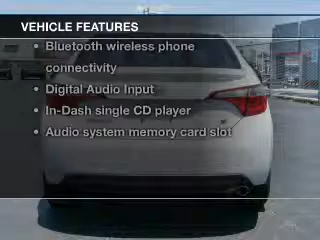 VEHICLE FEATURES
• Bluetooth wireless phone
connectivity
• Digital Audio Input
• In-Dash single CD player
• Audio system memory card slot